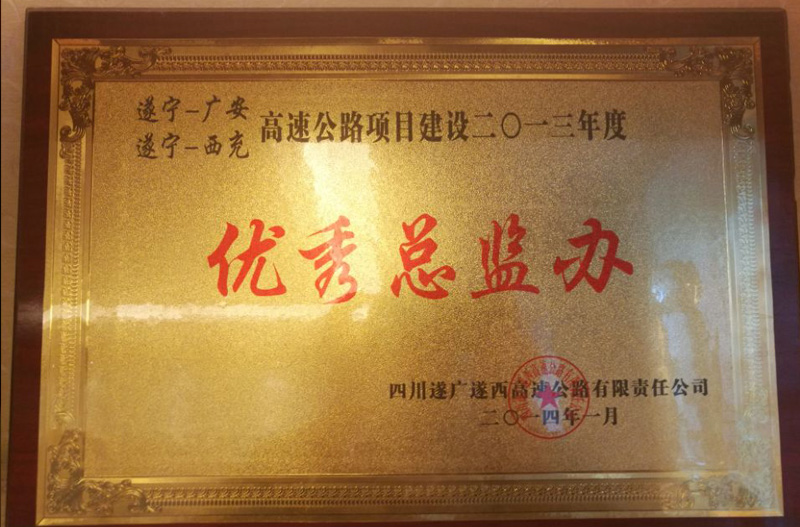 遂宁-广安
遂宁-西充
高速公路项目建设二〇一三年度
优秀总监办
四川遂广遂西高速公路有限责任公司
二〇一四年一月